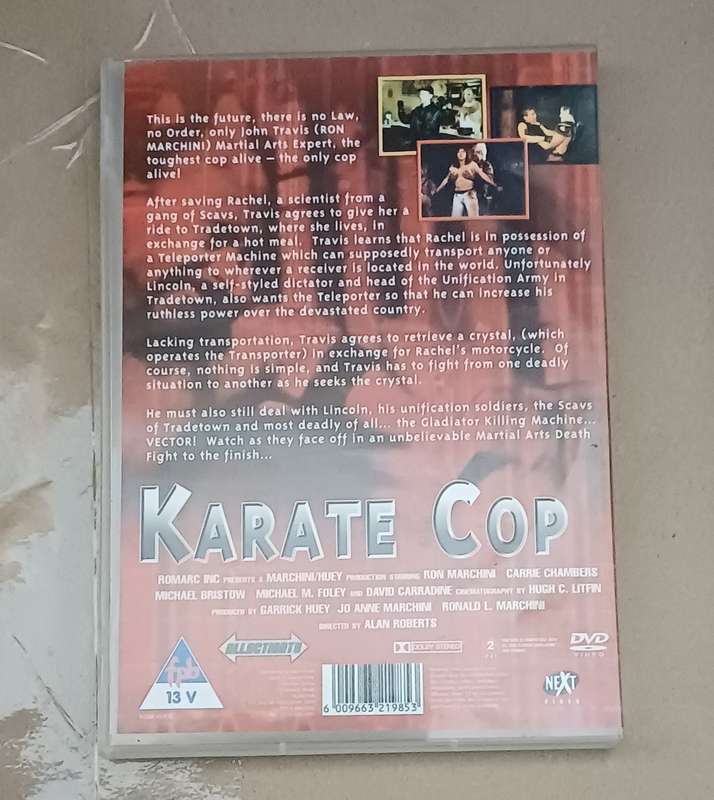 This is the future, there is no Law,
no Order, only John Travis (RON
MARCHINI) Martial Arts Expert, the
toughest cop alive – the only cop
alive!
After saving Rachel, a scientist from a
gang of Scavs, Travis agrees to give her a
ride to Tradetown, where she lives, in
exchange for a hot meal. Travis learns that Rachel is in possession of
a Teleporter Machine which can supposedly transport anyone or
anything to wherever a receiver is located in the world. Unfortunately
Lincoln, a self-styled dictator and head of the Unification Army in
Tradetown, also wants the Teleporter so that he can increase his
ruthless power over the devastated country.
Lacking transportation, Travis agrees to retrieve a crystal, (which
operates the Transporter) in exchange for Rachel's motorcycle. Of
course, nothing is simple, and Travis has to fight from one deadly
situation to another as he seeks the crystal.
He must also still deal with Lincoln, his unification soldiers, the Scavs
of Tradetown and most deadly of all... the Gladiator Killing Machine...
VECTOR! Watch as they face off in an unbelievable Martial Arts Death
Fight to the finish...
KARATE COP
ROMARC INC PRESENTS A MARCHINI/HUEY PRODUCTION STARRING RON MARCHINI CARRIE CHAMBERS
MICHAEL BRISTOW MICHAEL M. FOLEY AND DAVID CARRADINE CINEMATOGRAPHY BY HUGH C. LITFIN
PRODUCED BY GARRICK HUEY JO ANNE MARCHINI RONALD L. MARCHINI
DIRECTED BY ALAN ROBERTS
fpb
13 V
ALLECTIONTS
DOLBY STEREO
2
DVD
VIDEO
NEXT
VIDEO
6 009663 219853